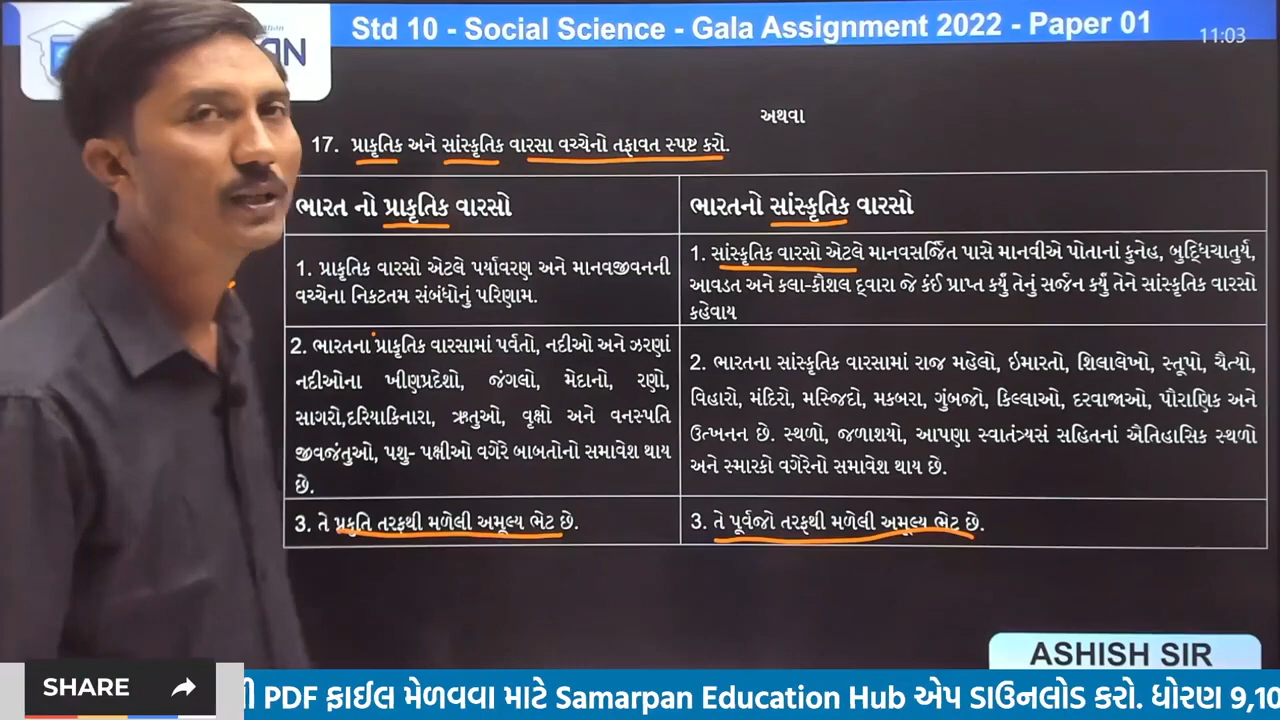 Std 10 - Social Science - Gala Assignment 2022 - Paper 01
11:03
અથવા
17. પ્રાકૃતિક અને સાંસ્કૃતિક વારસા વચ્ચેનો તફાવત સ્પષ્ટ કરો.
ભારત નો પ્રાકૃતિક વારસો
ભારતનો સાંસ્કૃતિક વારસો
1. પ્રાકૃતિક વારસો એટલે પર્યાવરણ અને માનવજીવનની
વચ્ચેના નિકટતમ સંબંધોનું પરિણામ.
1. સાંસ્કૃતિક વારસો એટલે માનવસર્જિત પાસે માનવીએ પોતાનાં કુનેહ, બુદ્ધિચાતુર્ય,
આવડત અને કલા-કૌશલ દ્વારા જે કંઈ પ્રાપ્ત કર્યું તેનું સર્જન કર્યું તેને સાંસ્કૃતિક વારસો
કહેવાય
2. ભારતના પ્રાકૃતિક વારસામાં પર્વતો, નદીઓ અને ઝરણાં
નદીઓના ખીણપ્રદેશો, જંગલો, મેદાનો, રણો,
સાગરો,દરિયાકિનારા, ઋતુઓ, વૃક્ષો અને વનસ્પતિ
જીવજંતુઓ, પશુ- પક્ષીઓ વગેરે બાબતોનો સમાવેશ થાય
છે.
2. ભારતના સાંસ્કૃતિક વારસામાં રાજ મહેલો, ઇમારતો, શિલાલેખો, સ્તૂપો, ચૈત્યો,
વિહારો, મંદિરો, મસ્જિદો, મકબરા, ગુંબજો, કિલ્લાઓ, દરવાજાઓ, પૌરાણિક અને
ઉત્ખનન છે. સ્થળો, જળાશયો, આપણા સ્વાતંત્ર્યસં સહિતનાં ઐતિહાસિક સ્થળો
અને સ્મારકો વગેરેનો સમાવેશ થાય છે.
3. તે પ્રકૃતિ તરફથી મળેલી અમૂલ્ય ભેટ છે.
3. તે પૂર્વજો તરફથી મળેલી અમૂલ્ય ભેટ છે.
ASHISH SIR
SHARE
ી PDF ફાઈલ મેળવવા માટે Samarpan Education Hub એપ ડાઉનલોડ કરો. ધોરણ 9,10